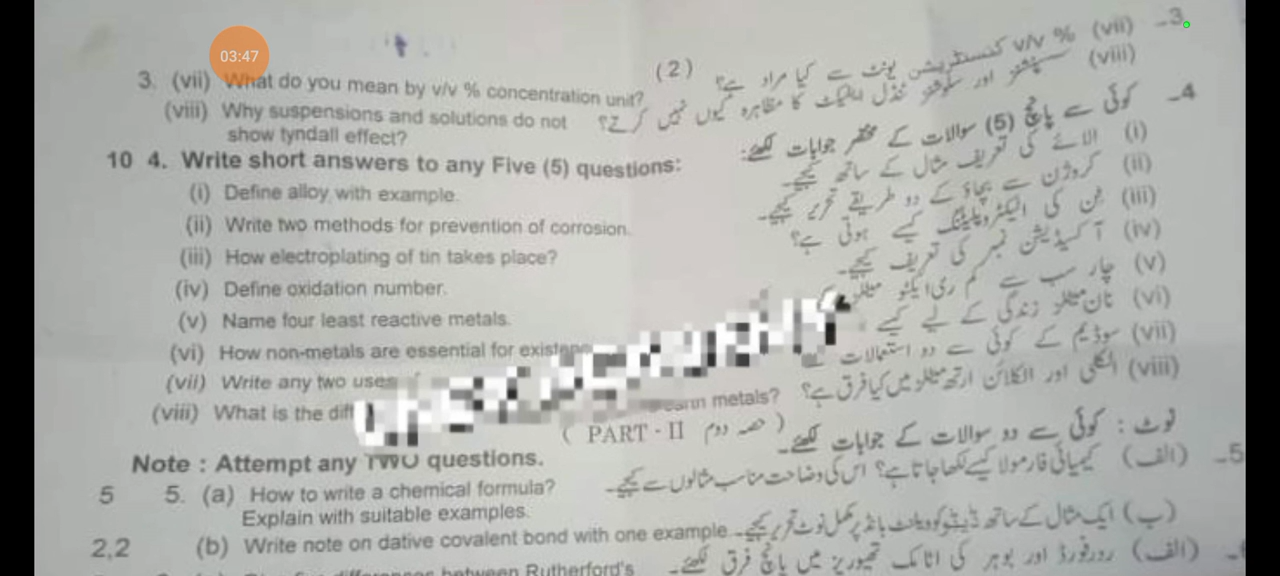 03:47
3. (vii) What do you mean by v/v % concentration unit?
(2)
(vii) v/v % کنسنٹریشن یونٹ سے کیا مراد ہے؟ -3
(viii) Why suspensions and solutions do not
show tyndall effect?
(viii) سسپنشنز اور سلوشنز ٹنڈل ایفیکٹ کا مظاہرہ کیوں نہیں کرتے؟
10 4. Write short answers to any Five (5) questions:
-4 کوئی سے پانچ (5) سوالات کے مختصر جوابات لکھئے:
(i) Define alloy with example.
(i) الائے کی تعریف مثال کے ساتھ کیجیے۔
(ii) Write two methods for prevention of corrosion.
(ii) کروژن سے بچاؤ کے دو طریقے تحریر کیجیے۔
(iii) How electroplating of tin takes place?
(iii) ٹن کی الیکٹروپلیٹنگ کیسے ہوتی ہے؟
(iv) Define oxidation number.
(iv) آکسیڈیشن نمبر کی تعریف کیجیے۔
(v) Name four least reactive metals.
(v) چار سب سے کم ری ایکٹو میٹلز
(vi) How non-metals are essential for
(vi) نان میٹلز زندگی کے لیے کیسے
(vii) Write any two uses
(vii) سوڈیم کے کوئی سے دو استعمالات
(viii) What is the
metals?
(viii) الکلی اور الکلائن ارتھ میٹلز میں کیا فرق ہے؟
( PART - II حصہ دوم )
Note : Attempt any TWO questions.
نوٹ : کوئی سے دو سوالات کے جوابات لکھئے۔
5 5. (a) How to write a chemical formula?
Explain with suitable examples.
-5 (الف) کیمیائی فارمولا کیسے لکھا جاتا ہے؟ اس کی وضاحت مناسب مثالوں سے کیجیے۔
2,2 (b) Write note on dative covalent bond with one example.
(ب) ایک مثال کے ساتھ ڈیٹو کوویلنٹ بانڈ پر مکمل نوٹ تحریر کیجیے۔
between Rutherford's
(الف) ردرفورڈ اور بوہر کی اٹامک تھیوریز میں پانچ فرق لکھئے۔